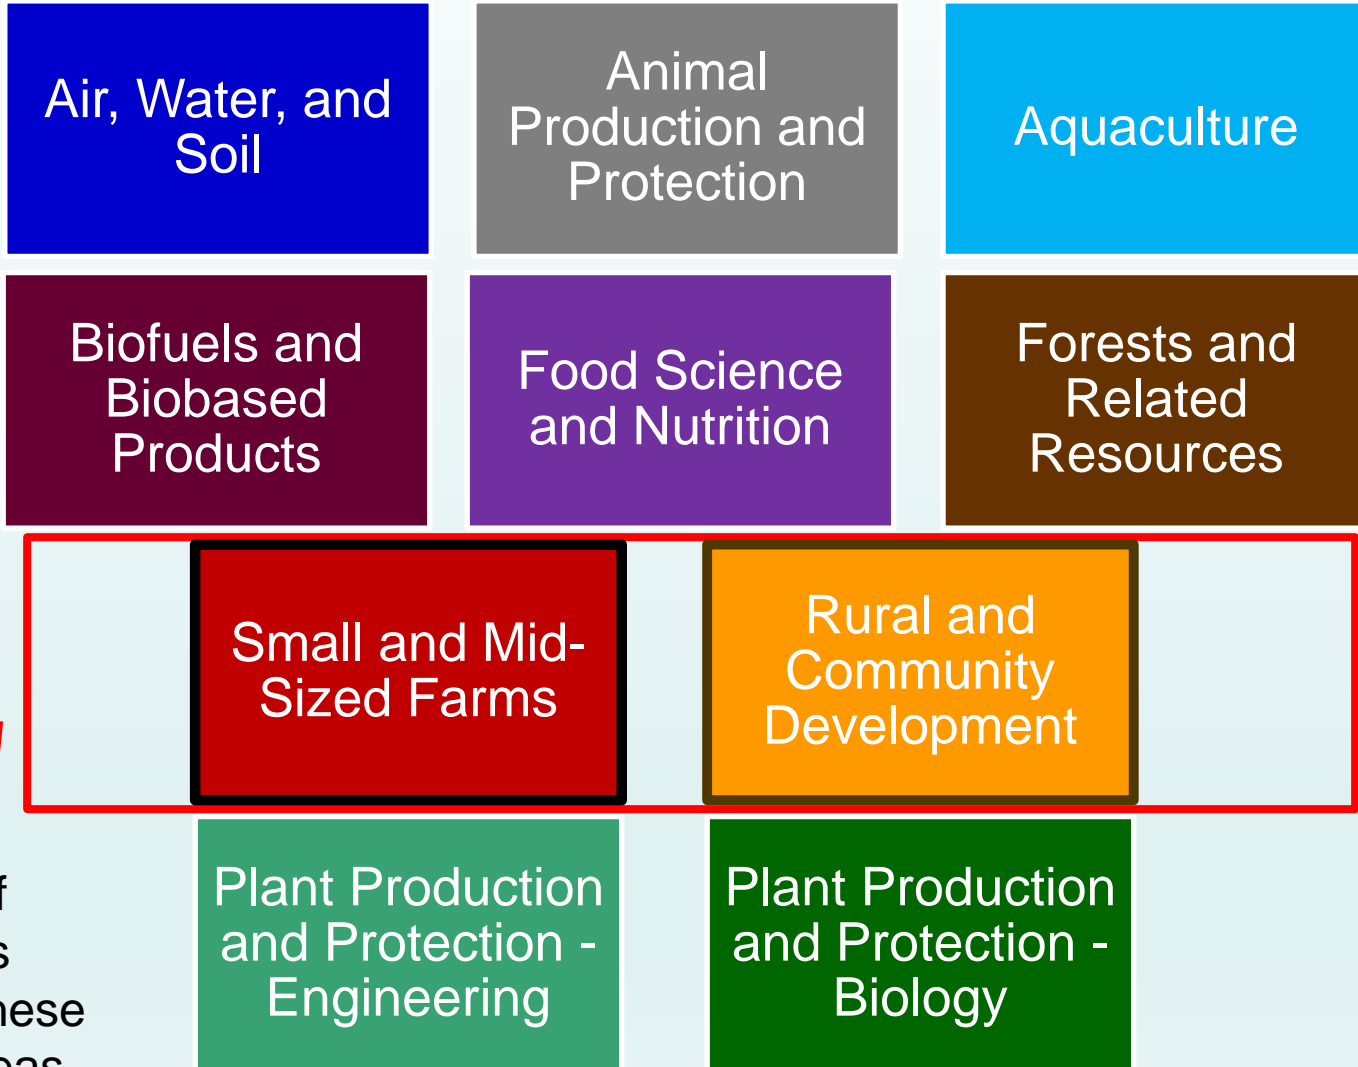 Air, Water, and
Soil
Animal
Production and
Protection
Aquaculture
Biofuels and
Biobased
Products
Food Science
and Nutrition
Forests and
Related
Resources
Small and Mid-
Sized Farms
Rural and
Community
Development
Plant Production
and Protection -
Engineering
Plant Production
and Protection -
Biology